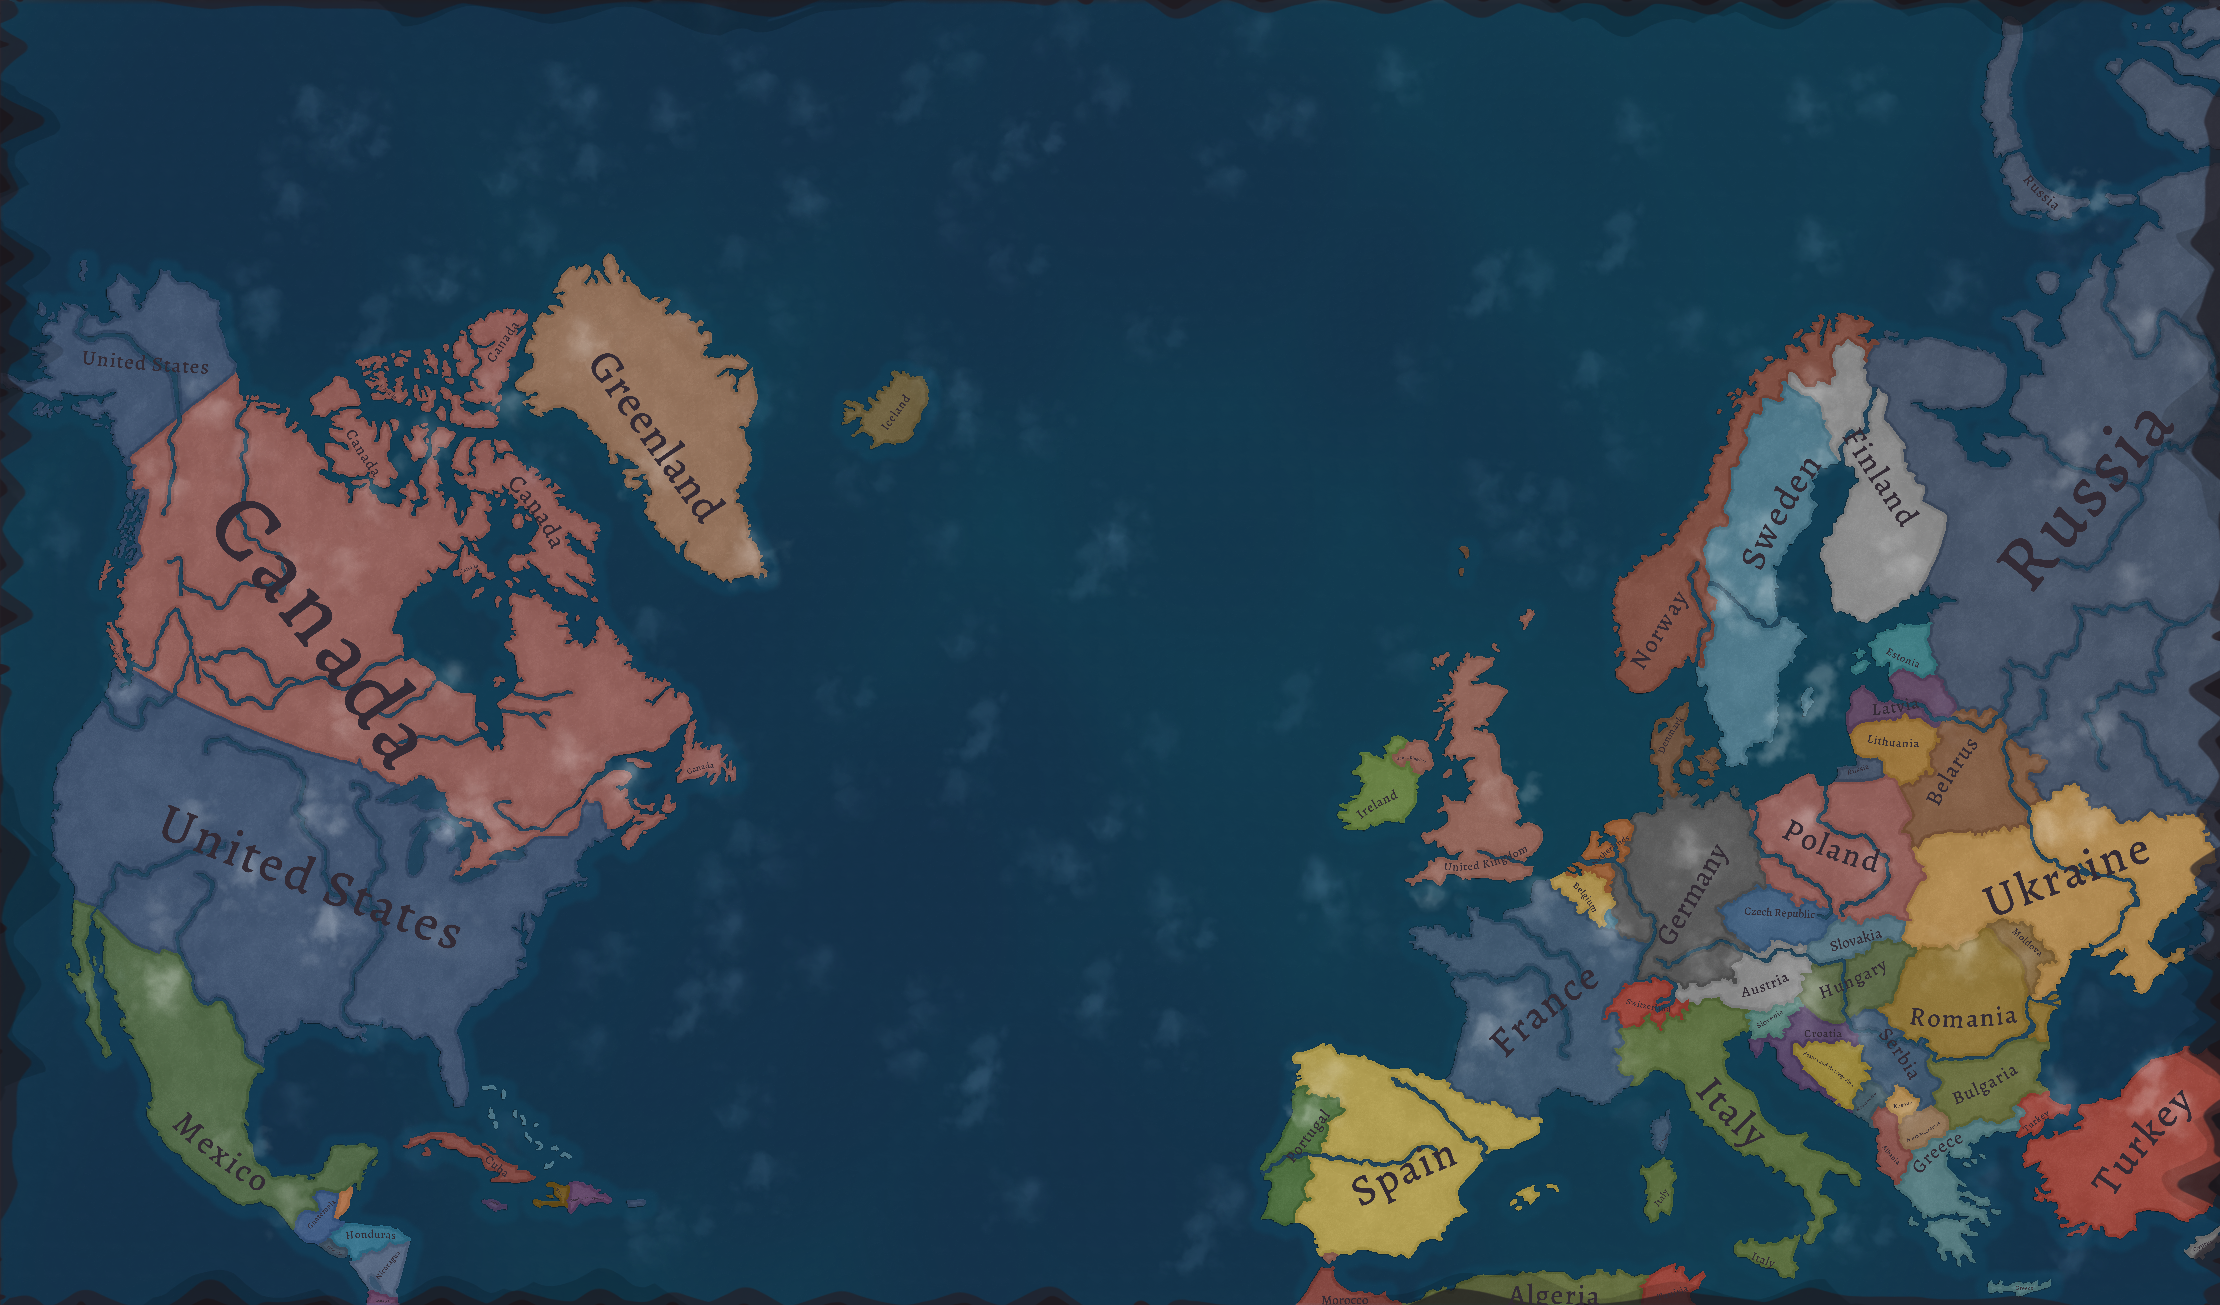 Russia
United States
Canada
Greenland
Iceland
Canada
Canada
Canada
Canada
United States
Mexico
Cuba
Guatemala
Honduras
Nicaragua
Russia
Finland
Sweden
Norway
Estonia
Latvia
Lithuania
Belarus
Denmark
Ireland
United Kingdom
Belgium
Germany
Poland
Ukraine
Czech Republic
Slovakia
Moldova
Austria
Hungary
France
Romania
Slovenia
Croatia
Serbia
Bulgaria
Italy
Portugal
Spain
Greece
Turkey
Turkey
Italy
Italy
Morocco
Algeria